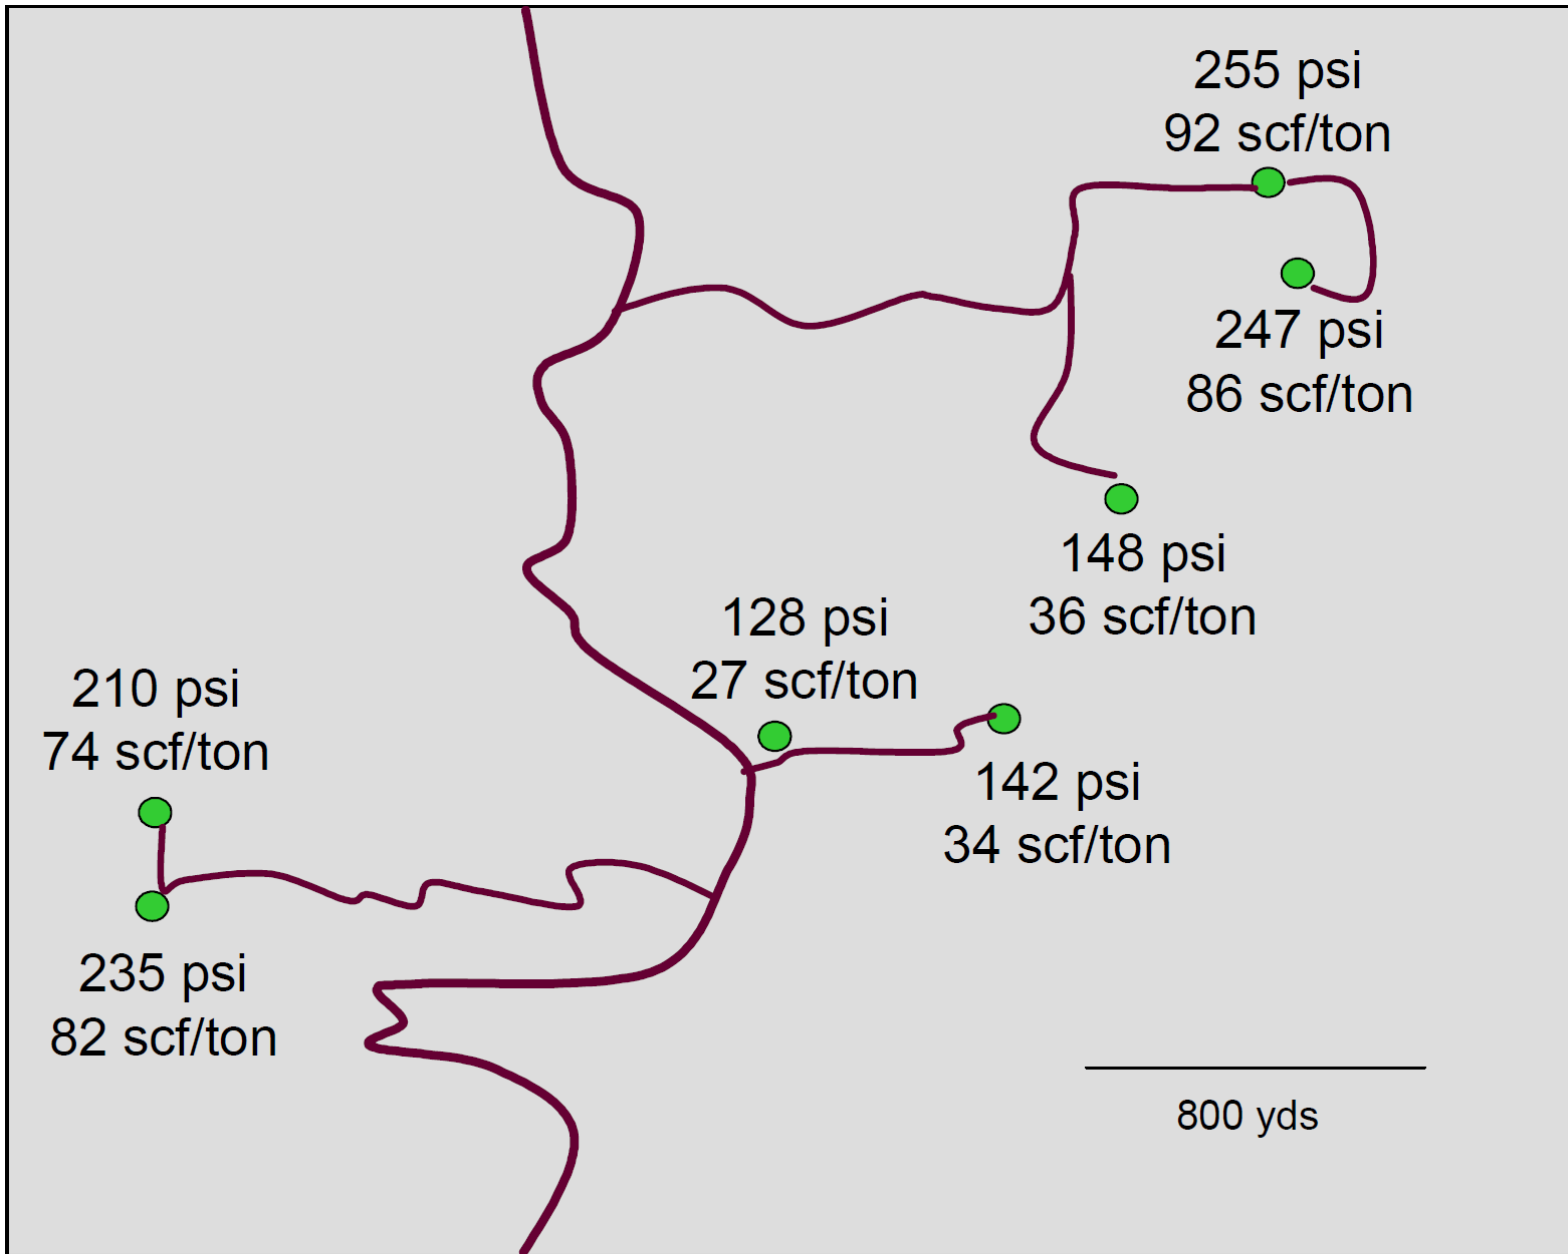 255 psi
92 scf/ton
247 psi
86 scf/ton
148 psi
36 scf/ton
128 psi
27 scf/ton
210 psi
74 scf/ton
142 psi
34 scf/ton
235 psi
82 scf/ton
800 yds